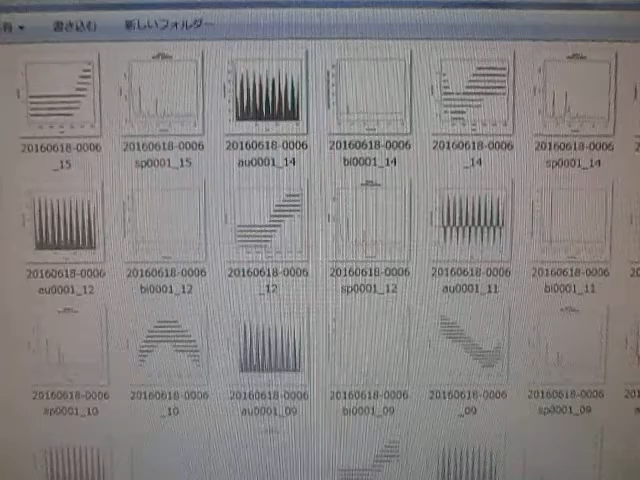 書き込む 新しいフォルダー
20160618-0006 20160618-0006 20160618-0006 20160618-0006 20160618-0006 20160618-0006
_15 sp0001_15 au0001_14 bi0001_14 _14 sp0001_14
20160618-0006 20160618-0006 20160618-0006 20160618-0006 20160618-0006 20160618-0006
au0001_12 bi0001_12 _12 sp0001_12 au0001_11 bi0001_11
20160618-0006 20160618-0006 20160618-0006 20160618-0006 20160618-0006 20160618-0006
sp0001_10 _10 au0001_09 bi0001_09 _09 sp0001_09